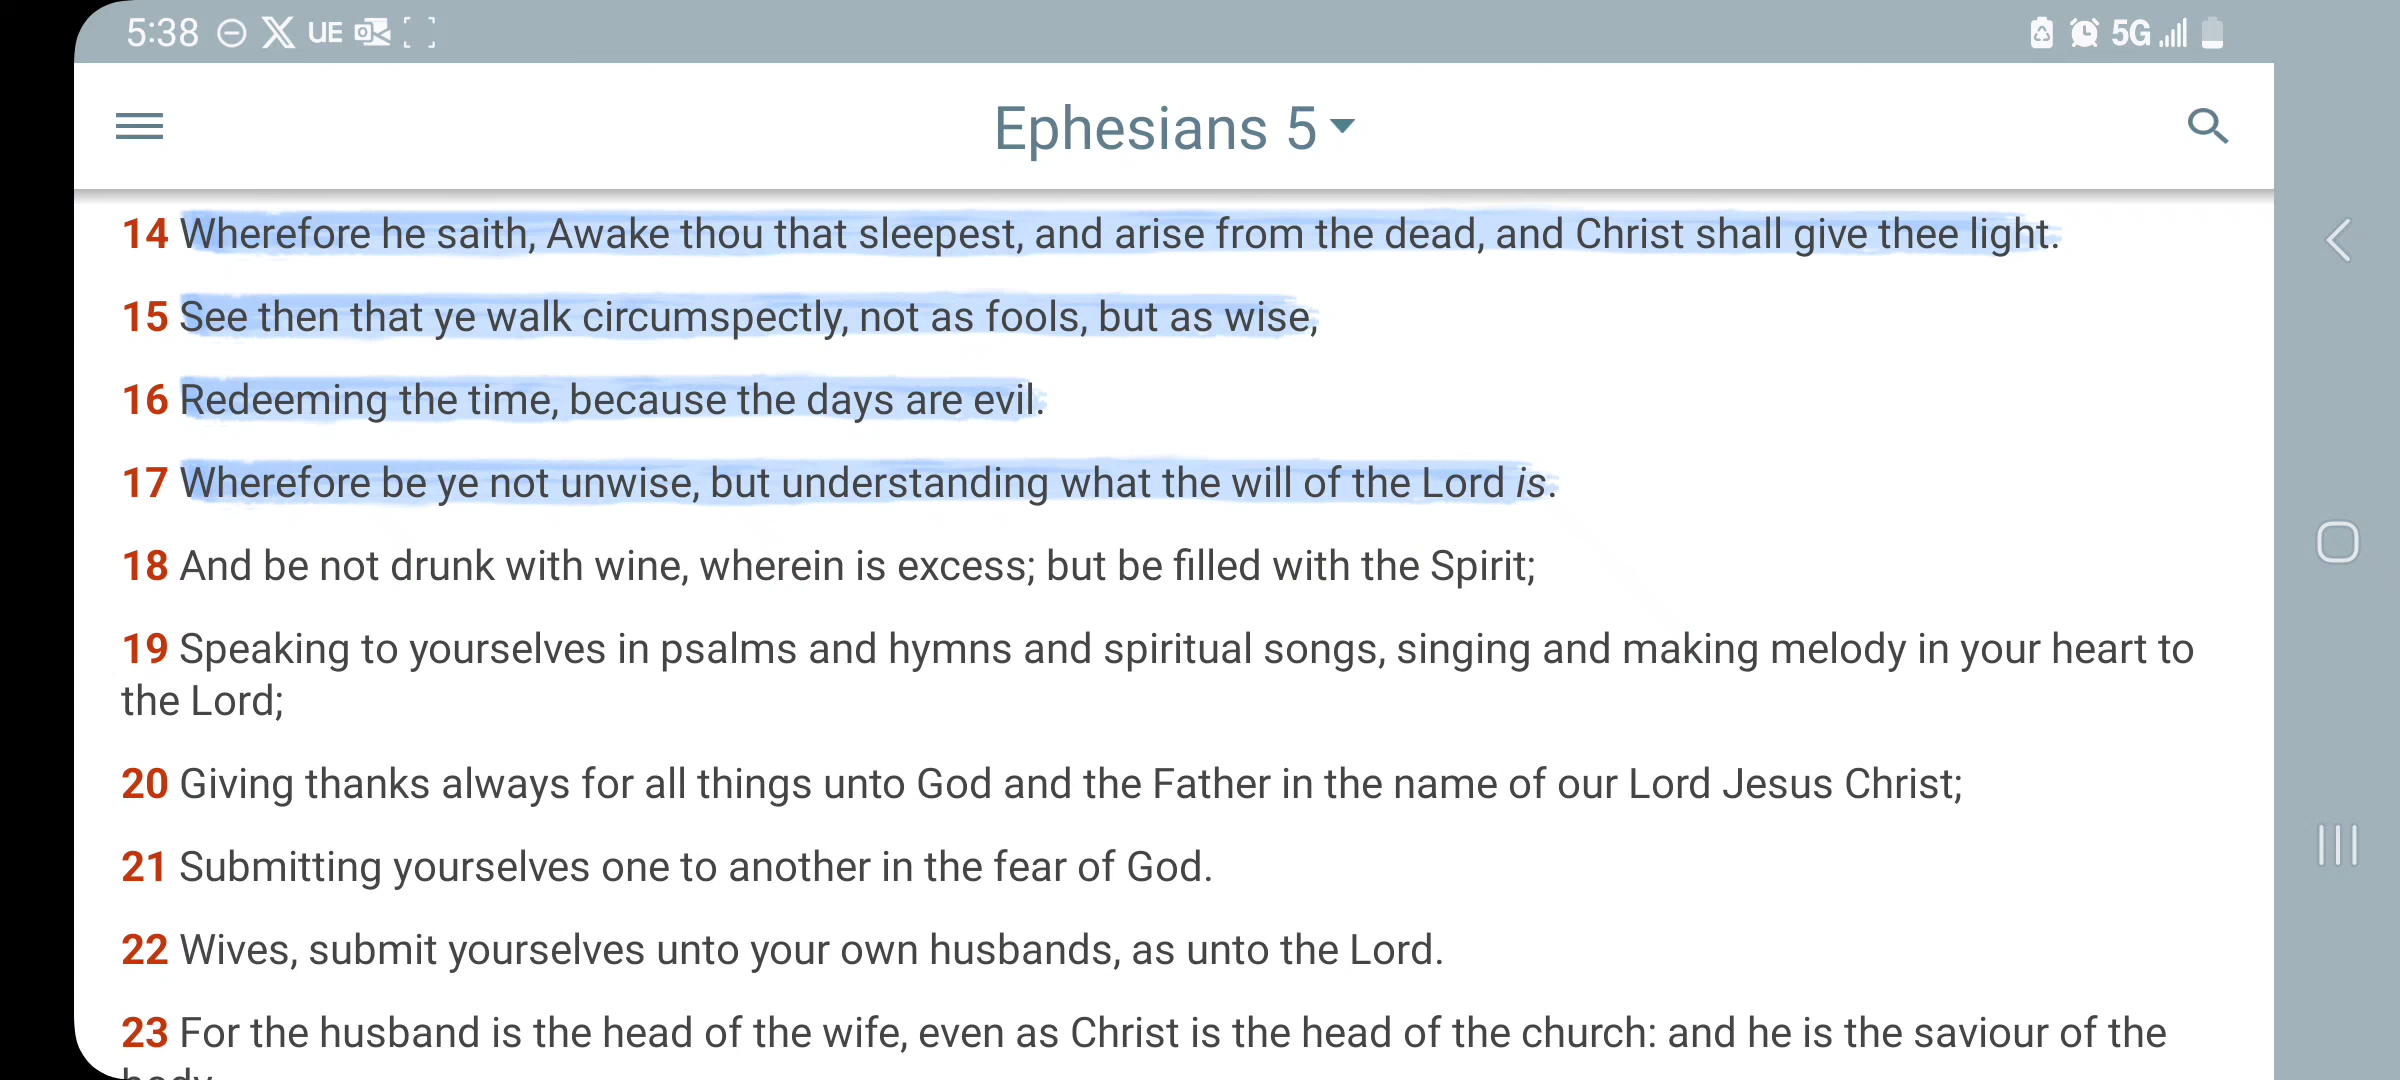 5:38 UE 5G
Ephesians 5
14 Wherefore he saith, Awake thou that sleepest, and arise from the dead, and Christ shall give thee light.
15 See then that ye walk circumspectly, not as fools, but as wise,
16 Redeeming the time, because the days are evil.
17 Wherefore be ye not unwise, but understanding what the will of the Lord is.
18 And be not drunk with wine, wherein is excess; but be filled with the Spirit;
19 Speaking to yourselves in psalms and hymns and spiritual songs, singing and making melody in your heart to
the Lord;
20 Giving thanks always for all things unto God and the Father in the name of our Lord Jesus Christ;
21 Submitting yourselves one to another in the fear of God.
22 Wives, submit yourselves unto your own husbands, as unto the Lord.
23 For the husband is the head of the wife, even as Christ is the head of the church: and he is the saviour of the